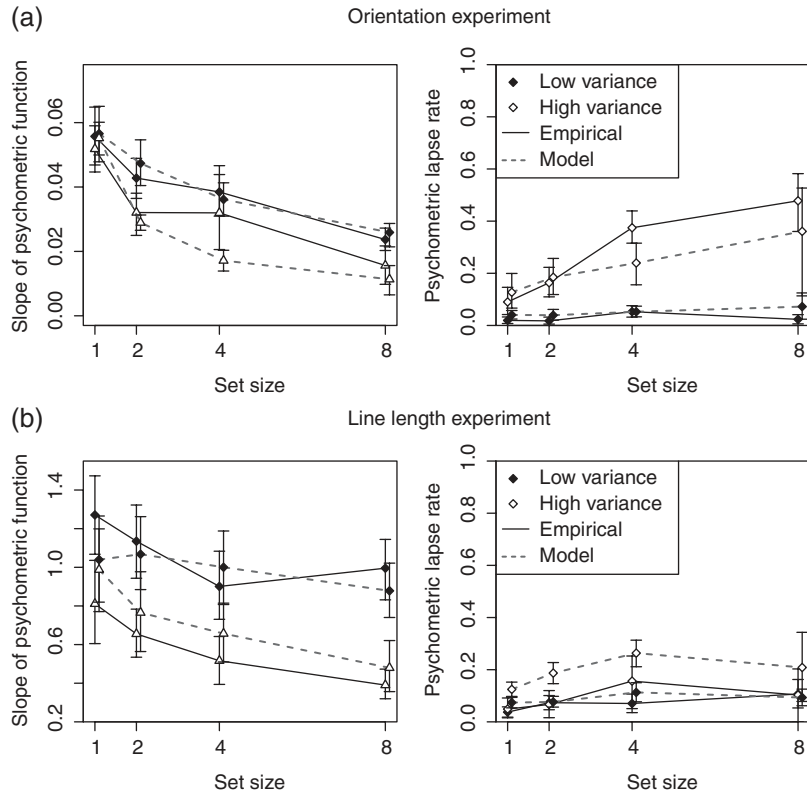 (a)
Orientation experiment
Slope of psychometric function
0.06
0.04
0.02
0.00
1
2
4
8
Set size
Psychometric lapse rate
1.0
0.8
0.6
0.4
0.2
0.0
Low variance
High variance
Empirical
Model
1
2
4
8
Set size
(b)
Line length experiment
Slope of psychometric function
1.4
1.0
0.6
0.2
1
2
4
8
Set size
Psychometric lapse rate
1.0
0.8
0.6
0.4
0.2
0.0
Low variance
High variance
Empirical
Model
1
2
4
8
Set size